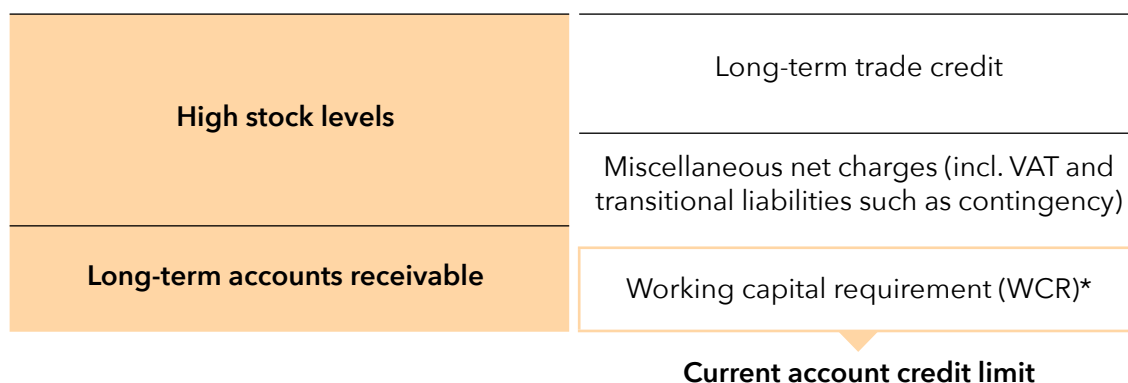 High stock levels
Long-term accounts receivable
Long-term trade credit
Miscellaneous net charges (incl. VAT and
transitional liabilities such as contingency)
Working capital requirement (WCR)*
Current account credit limit